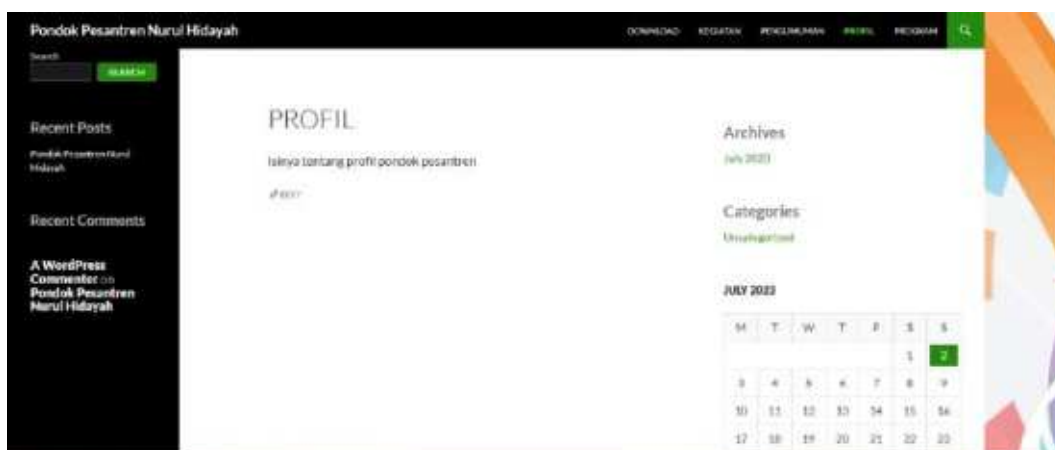 Pondok Pesantren Nurul Hidayah
DOWNLOAD KEGIATAN PENGUMUMAN PROFIL PROGRAM
Search
SEARCH
Recent Posts
Pondok Pesantren Nurul
Hidayah
Recent Comments
A WordPress
Commenter on
Pondok Pesantren
Nurul Hidayah
PROFIL
Isinya tentang profil pondok pesantren
EDIT
Archives
July 2023
Categories
Uncategorized
JULY 2023
M T W T F S S
1 2
3 4 5 6 7 8 9
10 11 12 13 14 15 16
17 18 19 20 21 22 23